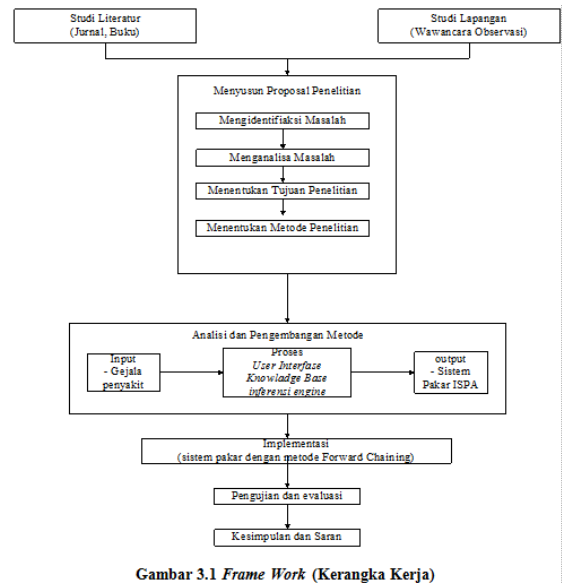 Studi Literatur
(Jurnal, Buku)
Studi Lapangan
(Wawancara Observasi)
Menyusun Proposal Penelitian
Mengidentifiaksi Masalah
Menganalisa Masalah
Menentukan Tujuan Penelitian
Menentukan Metode Penelitian
Analisi dan Pengembangan Metode
Input
- Gejala
penyakit
Proses
User Interfase
Knowladge Base
inferensi engine
output
- Sistem
Pakar ISPA
Implementasi
(sistem pakar dengan metode Forward Chaining)
Pengujian dan evaluasi
Kesimpulan dan Saran
Gambar 3.1 Frame Work (Kerangka Kerja)